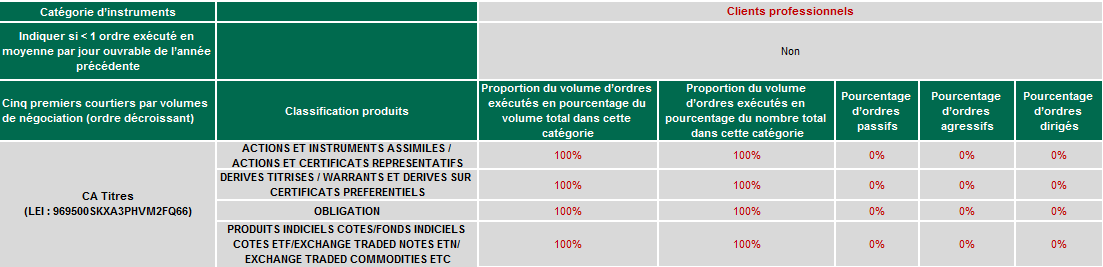 Catégorie d'instruments
Clients professionnels
Indiquer si < 1 ordre exécuté en
moyenne par jour ouvrable de l'année
précédente
Non
Cinq premiers courtiers par volumes
de négociation (ordre décroissant)
Classification produits
Proportion du volume d'ordres
exécutés en pourcentage du
volume total dans cette
catégorie
Proportion du volume
d'ordres exécutés en
pourcentage du nombre total
dans cette catégorie
Pourcentage
d'ordres
passifs
Pourcentage
d'ordres
agressifs
Pourcentage
d'ordres
dirigés
CA Titres
(LEI : 969500SKXA3PHVM2FQ66)
ACTIONS ET INSTRUMENTS ASSIMILES /
ACTIONS ET CERTIFICATS REPRESENTATIFS
100%
100%
0%
0%
0%
DERIVES TITRISES / WARRANTS ET DERIVES SUR
CERTIFICATS PREFERENTIELS
100%
100%
0%
0%
0%
OBLIGATION
100%
100%
0%
0%
0%
PRODUITS INDICIELS COTES/FONDS INDICIELS
COTES ETF/EXCHANGE TRADED NOTES ETN/
EXCHANGE TRADED COMMODITIES ETC
100%
100%
0%
0%
0%